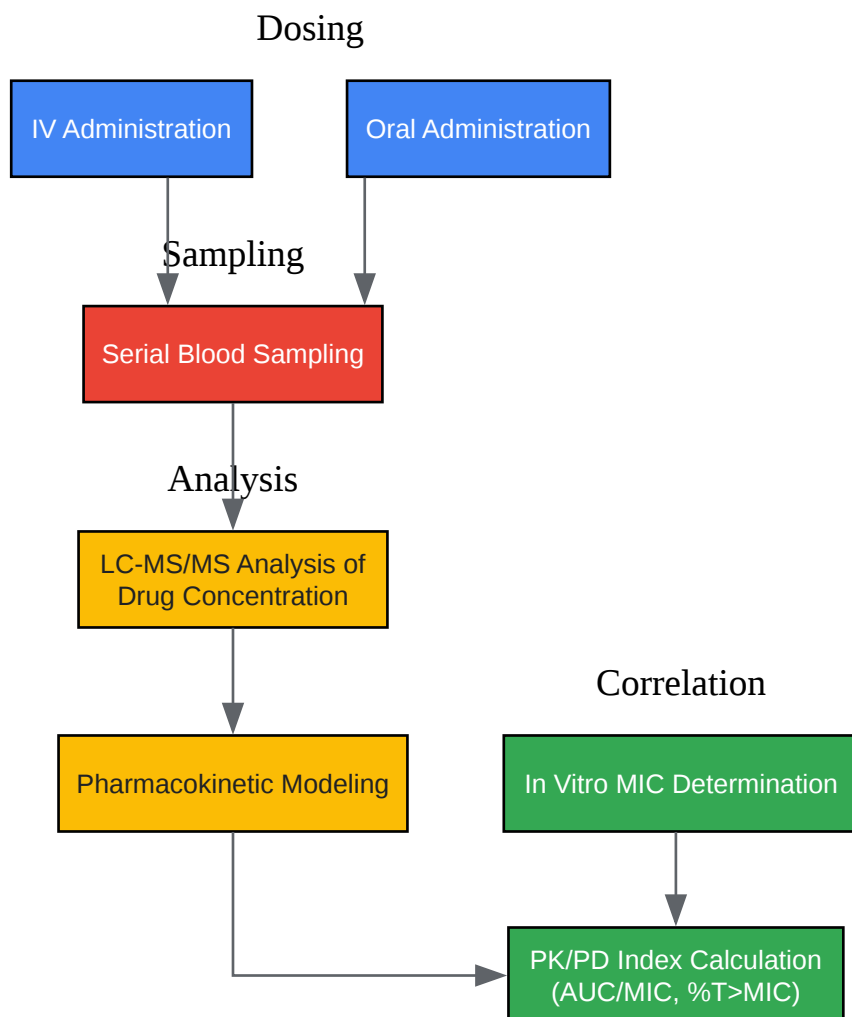 Dosing
IV Administration
Oral Administration
Sampling
Serial Blood Sampling
Analysis
LC-MS/MS Analysis of
Drug Concentration
Correlation
Pharmacokinetic Modeling
In Vitro MIC Determination
PK/PD Index Calculation
(AUC/MIC, %T>MIC)